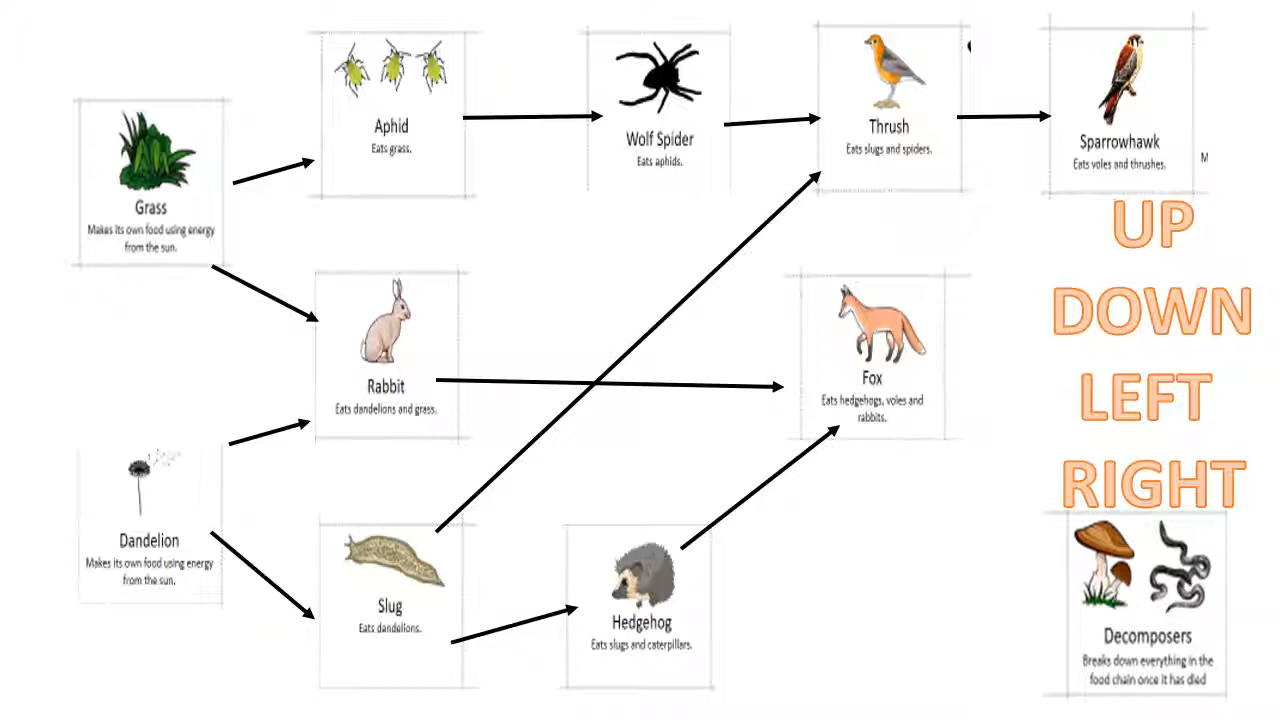 Aphid
Eats grass.
Wolf Spider
Eats aphids.
Thrush
Eats slugs and spiders.
Sparrowhawk
Eats voles and thrushes.
M
Grass
Makes its own food using energy
from the sun.
UP
DOWN
LEFT
RIGHT
Rabbit
Eats dandelions and grass.
Fox
Eats hedgehogs, voles and
rabbits.
Dandelion
Makes its own food using energy
from the sun.
Slug
Eats dandelions.
Hedgehog
Eats slugs and caterpillars.
Decomposers
Breaks down everything in the
food chain once it has died